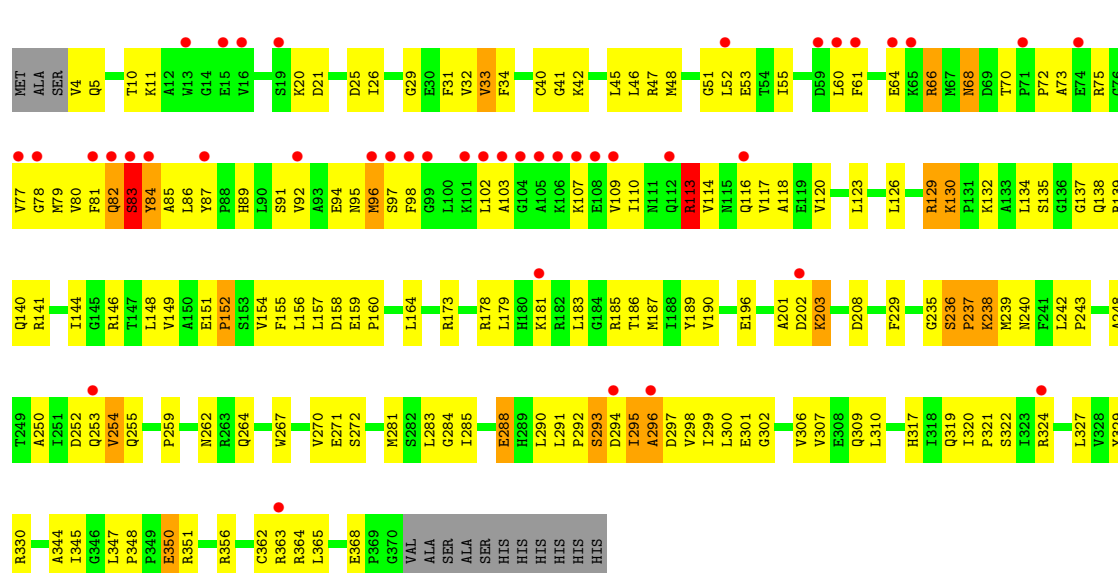 MET ALA SER V4 Q5 T10 K11 A12 W13 G14 E15 V16 S19 K20 D21 D25 I26 G29 E30 F31 V32 V33 F34 C40 G41 K42 L45 L46 R47 M48 G51 L52 E53 T54 I55 D59 L60 F61 E64 K65 R66 M67 N68 D69 T70 P71 P72 A73 E74 R75
V77 G78 M79 V80 F81 Q82 S83 Y84 A85 L86 Y87 P88 H89 L90 S91 V92 A93 E94 N95 M96 S97 F98 G99 L100 K101 L102 A103 G104 A105 K106 K107 E108 V109 I110 N111 Q112 R113 V114 N115 Q116 V117 A118 E119 V120 L123 L126 R129 K130 P131 K132 A133 L134 S135 G136 G137 Q138 R139
Q140 R141 I144 G145 R146 T147 L148 V149 A150 E151 P152 S153 V154 F155 L156 L157 D158 E159 P160 L164 R173 R178 L179 H180 K181 R182 L183 G184 R185 T186 M187 I188 Y189 V190 E196 A201 D202 K203 D208 F229 G235 S236 P237 K238 M239 N240 F241 L242 P243 A248
T249 A250 I251 D252 Q253 V254 Q255 P259 N262 R263 Q264 W267 V270 E271 S272 M281 S282 L283 G284 I285 E288 H289 L290 L291 P292 S293 D294 I295 A296 D297 V298 I299 L300 E301 G302 V306 V307 E308 Q309 L310 H317 I318 Q319 I320 P321 S322 I323 R324 L327 V328 Y329
R330 A344 I345 G346 L347 P348 P349 E350 R351 R356 C362 R363 R364 L365 E368 P369 G370 VAL ALA SER ALA SER HIS HIS HIS HIS HIS HIS